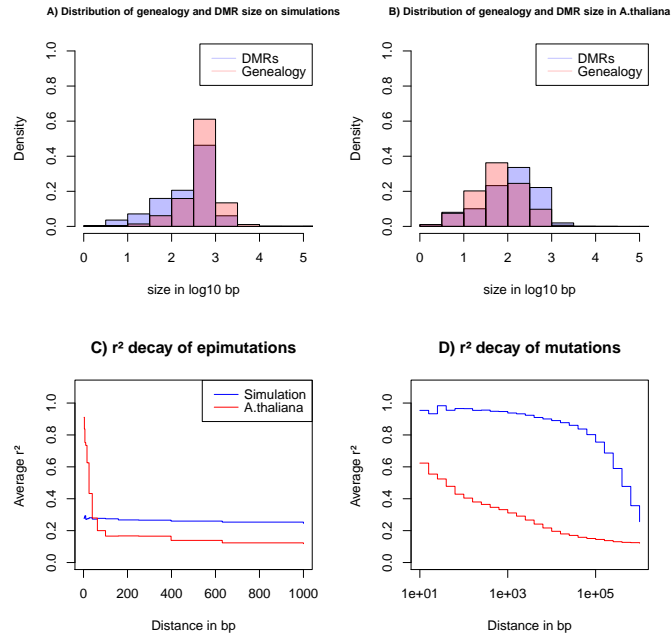 A) Distribution of genealogy and DMR size on simulations
DMRs
Genealogy
Density
0.0 0.2 0.4 0.6 0.8 1.0
0 1 2 3 4 5
size in log10 bp
B) Distribution of genealogy and DMR size in A.thaliana
DMRs
Genealogy
Density
0.0 0.2 0.4 0.6 0.8 1.0
0 1 2 3 4 5
size in log10 bp
C) r² decay of epimutations
Simulation
A.thaliana
Average r²
0.0 0.2 0.4 0.6 0.8 1.0
0 200 400 600 800 1000
Distance in bp
D) r² decay of mutations
Average r²
0.0 0.2 0.4 0.6 0.8 1.0
1e+01 1e+03 1e+05
Distance in bp